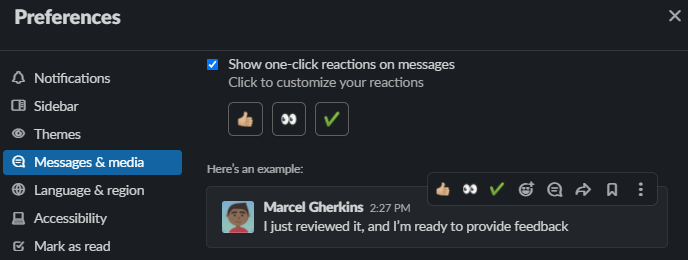 Preferences
Notifications
Sidebar
Themes
Messages & media
Language & region
Accessibility
Mark as read
Show one-click reactions on messages
Click to customize your reactions
Here's an example:
Marcel Gherkins 2:27 PM
I just reviewed it, and I'm ready to provide feedback